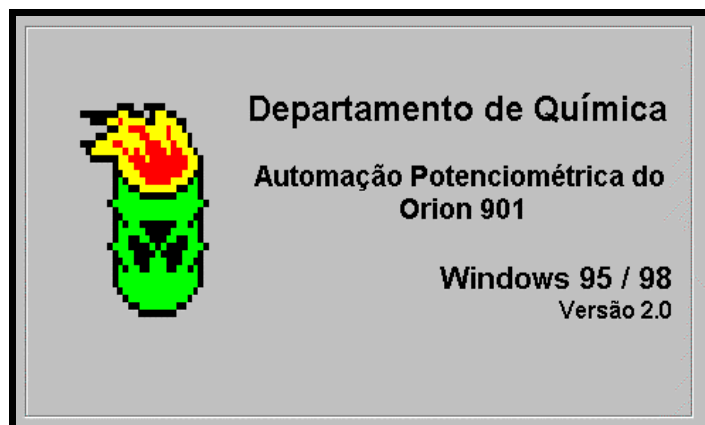 Departamento de Química
Automação Potenciométrica do
Orion 901
Windows 95 / 98
Versão 2.0